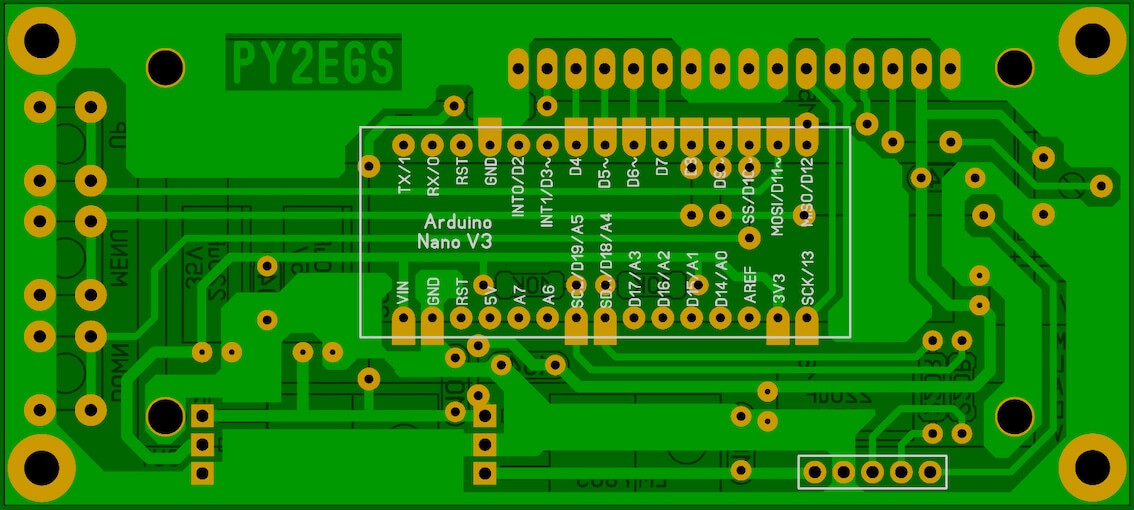 PY2EGS
TX/1
RX/0
RST
GND
INT0/D2
INT1/D3~
D4
D5~
D6~
D7
SS/D10~
MOSI/D11~
MISO/D12
Arduino
Nano V3
VIN
GND
RST
5V
A7
A6
SCL/D19/A5
SDA/D18/A4
D17/A3
D16/A2
D15/A1
D14/A0
AREF
3V3
SCK/13
UP
MENU
DOWN
35V